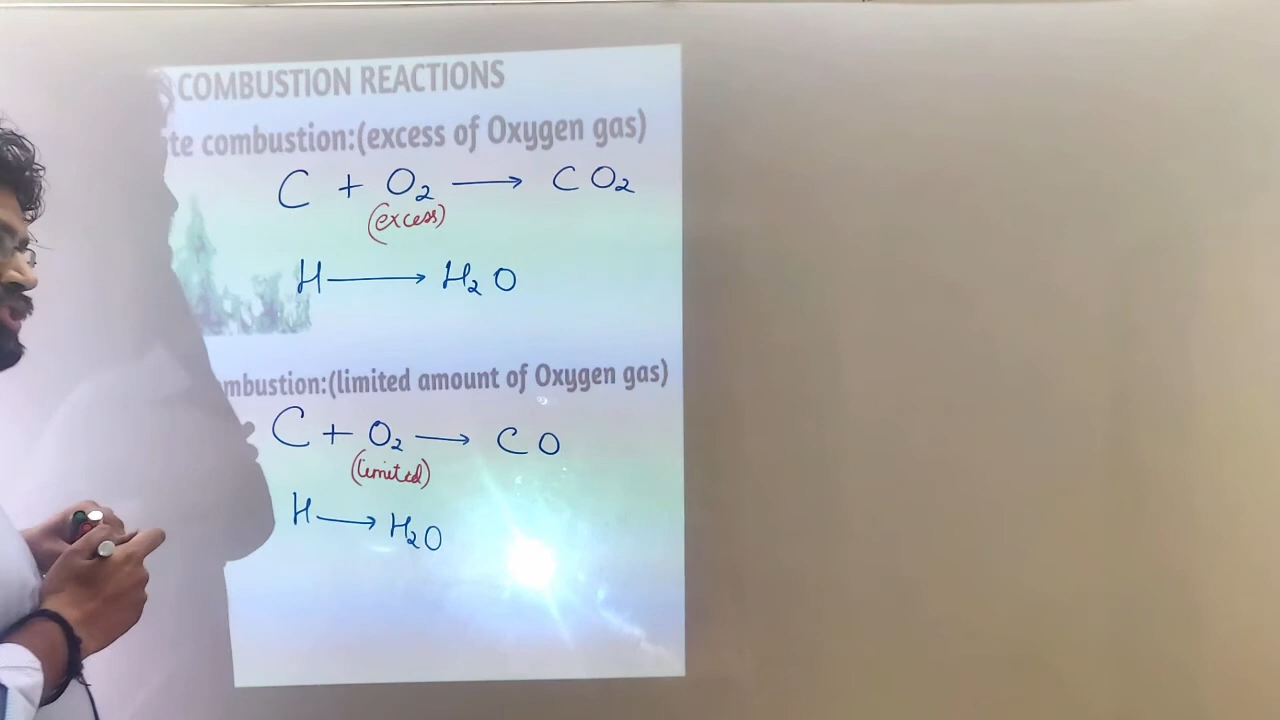 COMBUSTION REACTIONS
te combustion:(excess of Oxygen gas)
C + O₂ ⟶ CO₂
(excess)
H ⟶ H₂O
mbustion:(limited amount of Oxygen gas)
C + O₂ ⟶ CO
(limited)
H ⟶ H₂O